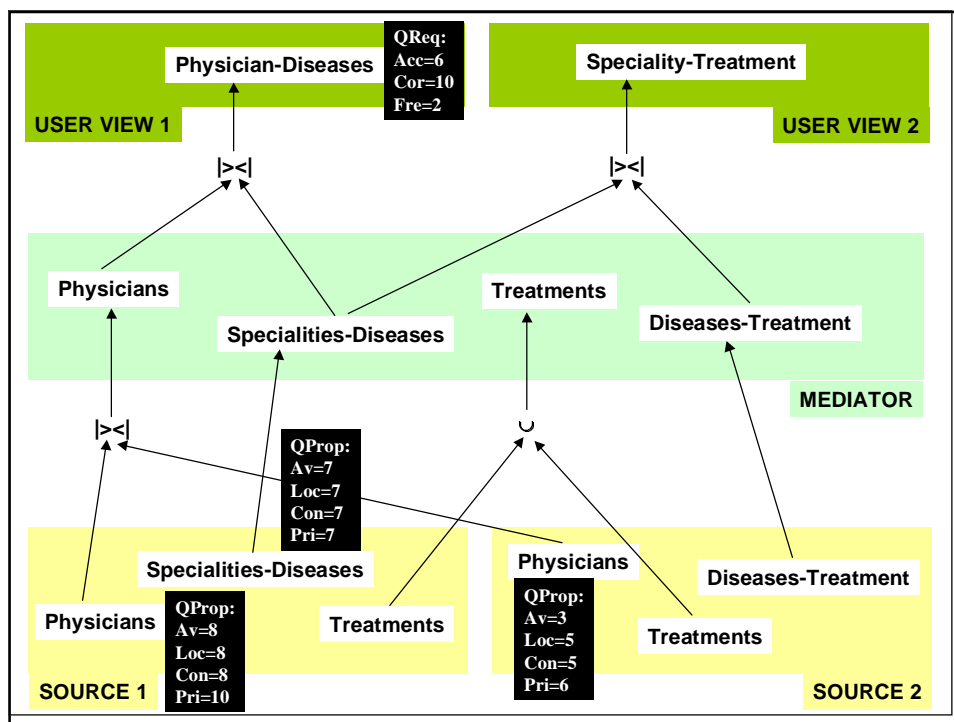 Physician-Diseases
QReq:
Acc=6
Cor=10
Fre=2
Speciality-Treatment
USER VIEW 1
USER VIEW 2
|><|
|><|
Physicians
Treatments
Specialities-Diseases
Diseases-Treatment
MEDIATOR
|><|
∪
QProp:
Av=7
Loc=7
Con=7
Pri=7
Specialities-Diseases
Physicians
Diseases-Treatment
Physicians
QProp:
Av=8
Loc=8
Con=8
Pri=10
Treatments
QProp:
Av=3
Loc=5
Con=5
Pri=6
Treatments
SOURCE 1
SOURCE 2